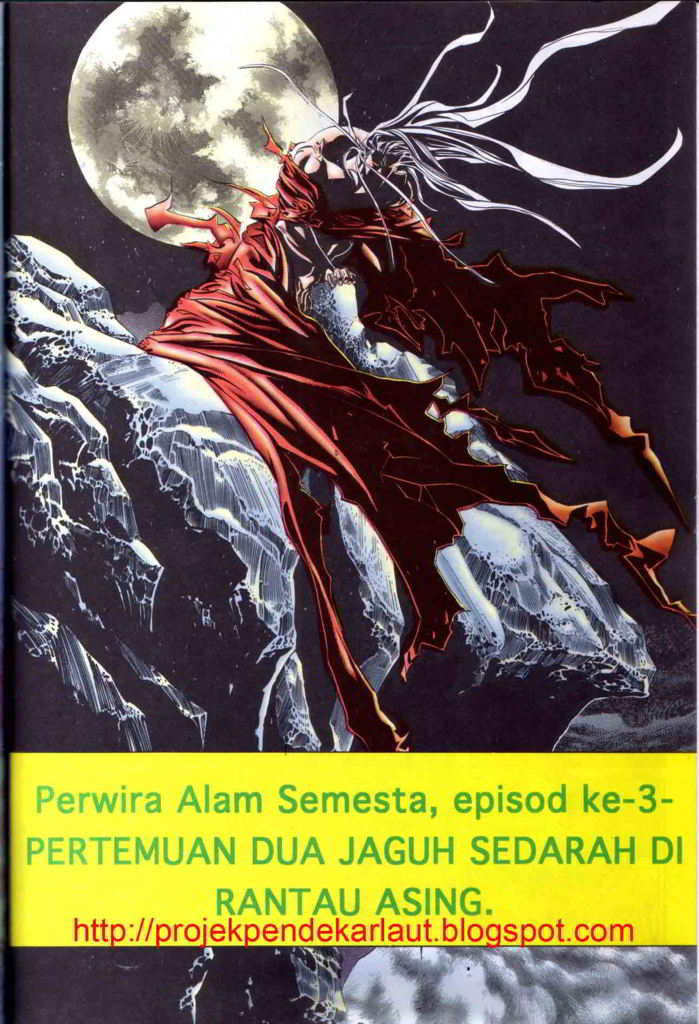 Perwira Alam Semesta, episod ke-3-
PERTEMUAN DUA JAGUH SEDARAH DI
RANTAU ASING.
http://projekpendekarlaut.blogspot.com